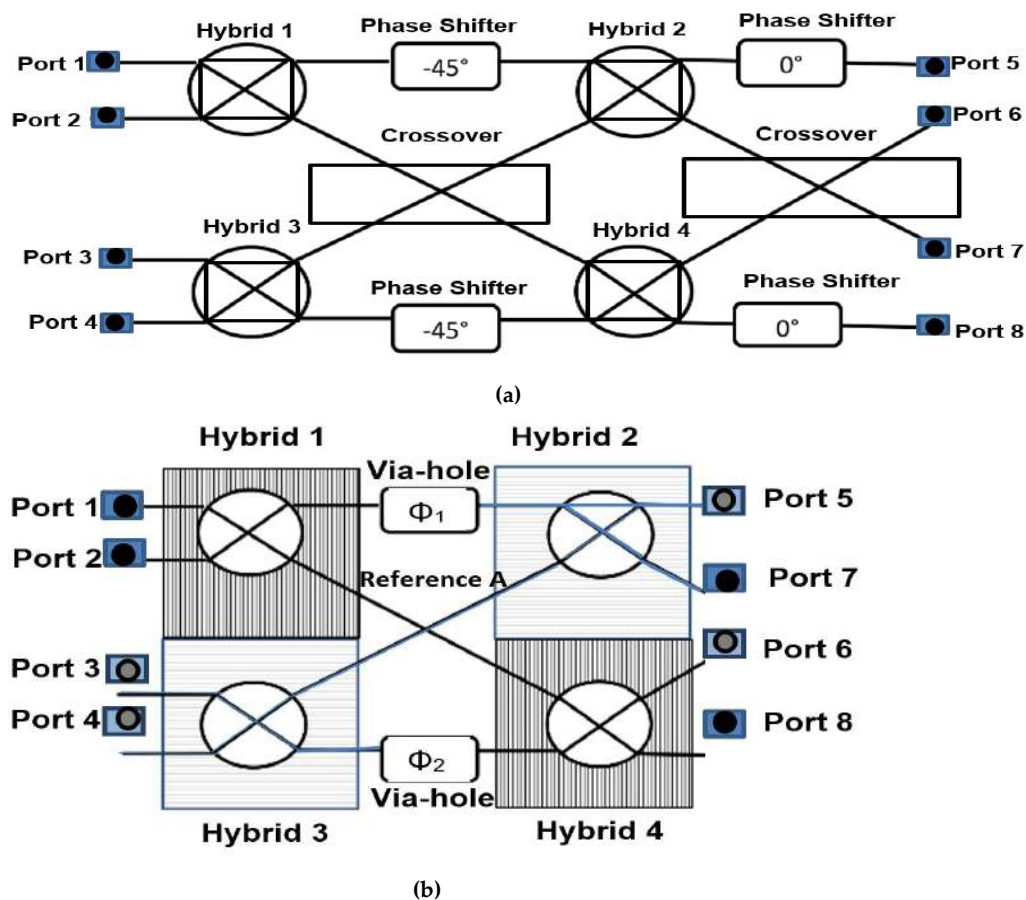 Phase Shifter
Phase Shifter
Hybrid 1
Hybrid 2
Port 1
-45°
0°
Port 5
Port 6
Port 2
Crossover
Crossover
Hybrid 3
Hybrid 4
Port 3
Port 7
Phase Shifter
Phase Shifter
Port 4
-45°
0°
Port 8
(a)
Hybrid 1
Hybrid 2
Via-hole
Port 1
Φ1
Port 5
Port 2
Reference A
Port 7
Port 3
Port 6
Port 4
Port 8
Φ2
Via-hole
Hybrid 3
Hybrid 4
(b)